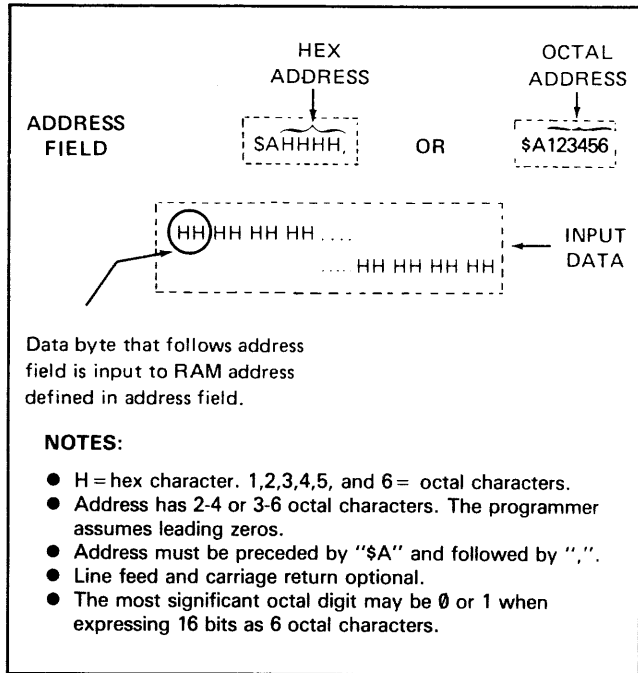 HEX
ADDRESS
OCTAL
ADDRESS
ADDRESS
FIELD
$AHHHH,
OR
$A123456,
HH HH HH HH ....
.... HH HH HH HH
INPUT
DATA
Data byte that follows address
field is input to RAM address
defined in address field.
NOTES:
● H = hex character. 1,2,3,4,5, and 6 = octal characters.
● Address has 2-4 or 3-6 octal characters. The programmer
assumes leading zeros.
● Address must be preceded by "$A" and followed by ",".
● Line feed and carriage return optional.
● The most significant octal digit may be 0 or 1 when
expressing 16 bits as 6 octal characters.